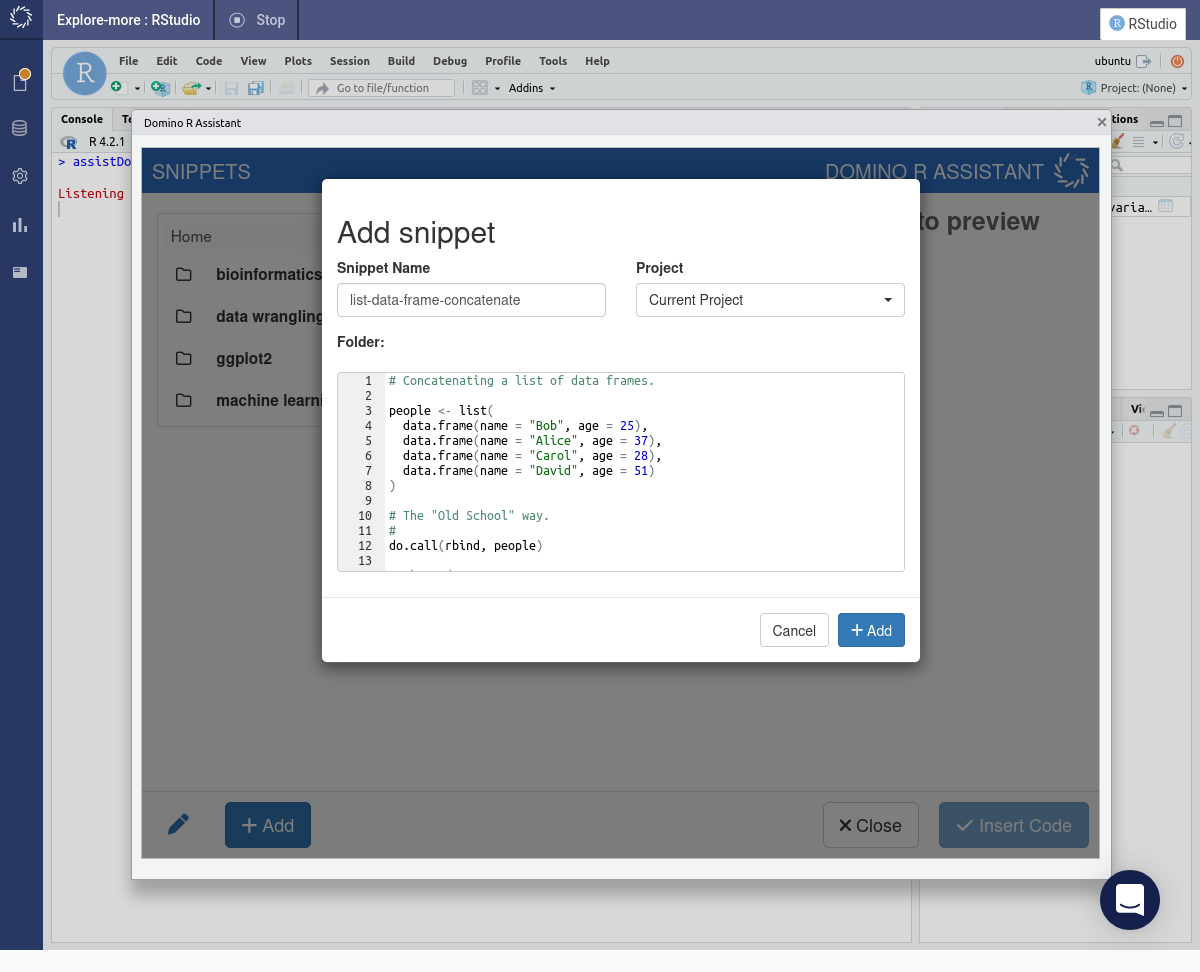 Explore-more : RStudio
Stop
R RStudio
R
File Edit Code View Plots Session Build Debug Profile Tools Help
ubuntu
Go to file/function
Addins
R Project: (None)
Console
Te
Domino R Assistant
tions
R R 4.2.1
> assistDo
Listening
SNIPPETS
DOMINO R ASSISTANT
varia…
to preview
Home
bioinformatics
data wrangling
ggplot2
machine learni
Add snippet
Snippet Name
Project
list-data-frame-concatenate
Current Project
Folder:
1 # Concatenating a list of data frames.
2
3 people <- list(
4 data.frame(name = "Bob", age = 25),
5 data.frame(name = "Alice", age = 37),
6 data.frame(name = "Carol", age = 28),
7 data.frame(name = "David", age = 51)
8 )
9
10 # The "Old School" way.
11 #
12 do.call(rbind, people)
13
Cancel
+ Add
Vi
+ Add
Close
Insert Code